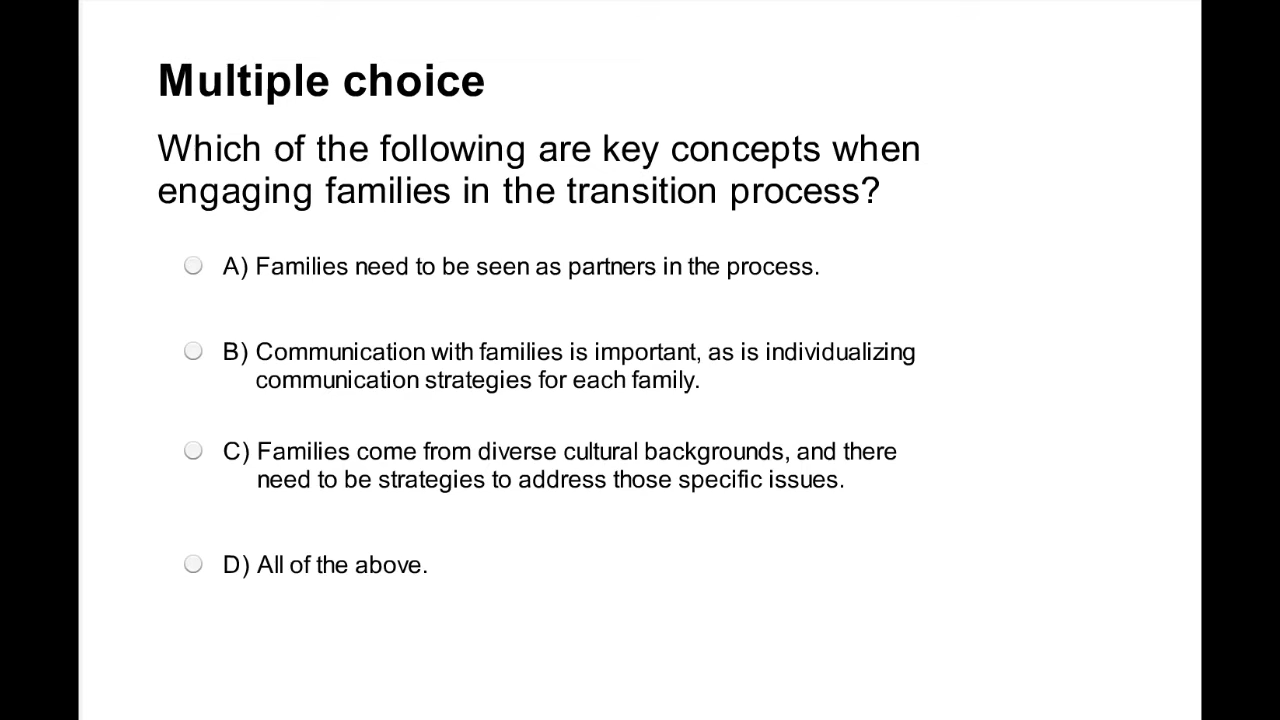 Multiple choice
Which of the following are key concepts when
engaging families in the transition process?
A) Families need to be seen as partners in the process.
B) Communication with families is important, as is individualizing
communication strategies for each family.
C) Families come from diverse cultural backgrounds, and there
need to be strategies to address those specific issues.
D) All of the above.